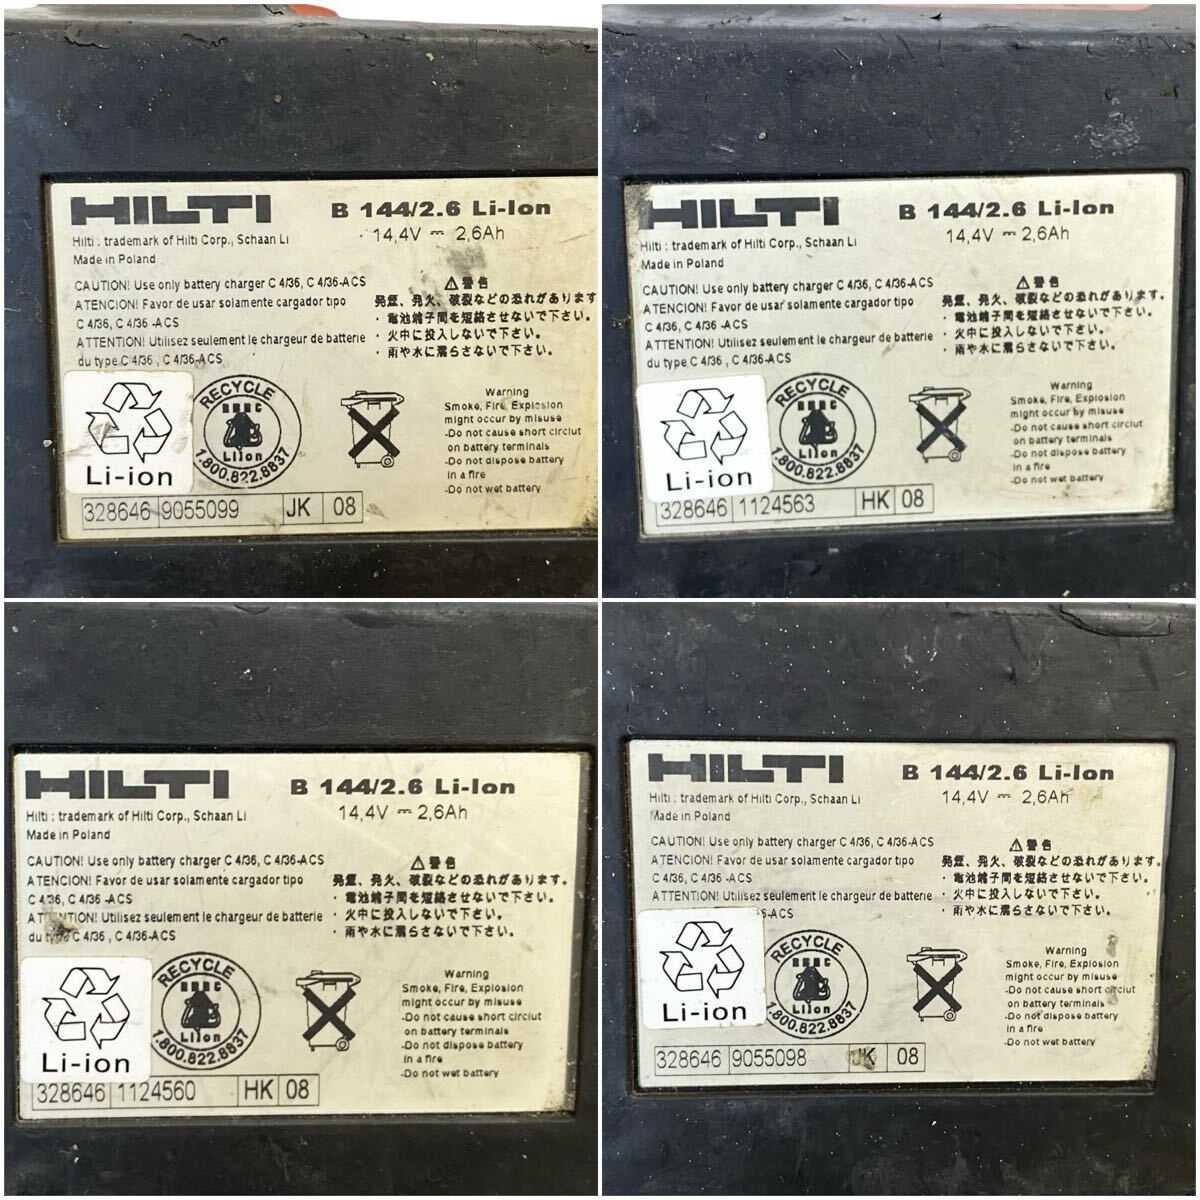 HILTI B 144/2.6 Li-Ion
Hilti : trademark of Hilti Corp., Schaan Li 14,4V ⎓ 2,6Ah
Made in Poland
CAUTION! Use only battery charger C 4/36, C 4/36-ACS
ATENCION! Favor de usar solamente cargador tipo
C 4/36, C 4/36 -ACS
ATTENTION! Utilisez seulement le chargeur de batterie
du type C 4/36 , C 4/36-ACS
⚠警告
発煙、発火、破裂などの恐れがあります
・電池端子間を短絡させないで下さい。
・火中に投入しないで下さい。
・雨や水に濡らさないで下さい。
Li-ion
RECYCLE
RBRC
Li Ion
1.800.822.8837
Warning
Smoke, Fire, Explosion
might occur by misuse
-Do not cause short circiut
on battery terminals
-Do not dispose battery
in a fire
-Do not wet battery
328646 9055099 JK 08
HILTI B 144/2.6 Li-Ion
Hilti : trademark of Hilti Corp., Schaan Li 14,4V ⎓ 2,6Ah
Made in Poland
CAUTION! Use only battery charger C 4/36, C 4/36-ACS
ATENCION! Favor de usar solamente cargador tipo
C 4/36, C 4/36 -ACS
ATTENTION! Utilisez seulement le chargeur de batterie
du type C 4/36 , C 4/36-ACS
⚠警告
発煙、発火、破裂などの恐れがあります。
・電池端子間を短絡させないで下さい。
・火中に投入しないで下さい。
・雨や水に濡らさないで下さい。
Li-ion
RECYCLE
RBRC
Li Ion
1.800.822.8837
Warning
Smoke, Fire, Explosion
might occur by misuse
-Do not cause short circiut
on battery terminals
-Do not dispose battery
in a fire
-Do not wet battery
328646 1124563 HK 08
HILTI B 144/2.6 Li-Ion
Hilti : trademark of Hilti Corp., Schaan Li 14,4V ⎓ 2,6Ah
Made in Poland
CAUTION! Use only battery charger C 4/36, C 4/36-ACS
ATENCION! Favor de usar solamente cargador tipo
C 4/36, C 4/36 -ACS
ATTENTION! Utilisez seulement le chargeur de batterie
du type C 4/36 , C 4/36-ACS
⚠警告
発煙、発火、破裂などの恐れがあります。
・電池端子間を短絡させないで下さい。
・火中に投入しないで下さい。
・雨や水に濡らさないで下さい。
Li-ion
RECYCLE
RBRC
Li Ion
1.800.822.8837
Warning
Smoke, Fire, Explosion
might occur by misuse
-Do not cause short circiut
on battery terminals
-Do not dispose battery
in a fire
-Do not wet battery
328646 1124560 HK 08
HILTI B 144/2.6 Li-Ion
Hilti : trademark of Hilti Corp., Schaan Li 14,4V ⎓ 2,6Ah
Made in Poland
CAUTION! Use only battery charger C 4/36, C 4/36-ACS
ATENCION! Favor de usar solamente cargador tipo
C 4/36, C 4/36 -ACS
ATTENTION! Utilisez seulement le chargeur de batterie
4/36-ACS
⚠警告
発煙、発火、破裂などの恐れがあります。
・電池端子間を短絡させないで下さい。
・火中に投入しないで下さい。
・雨や水に濡らさないで下さい。
Li-ion
RECYCLE
RBRC
Li Ion
1.800.822.8837
Warning
Smoke, Fire, Explosion
might occur by misuse
-Do not cause short circiut
on battery terminals
-Do not dispose battery
in a fire
-Do not wet battery
328646 9055098 JK 08